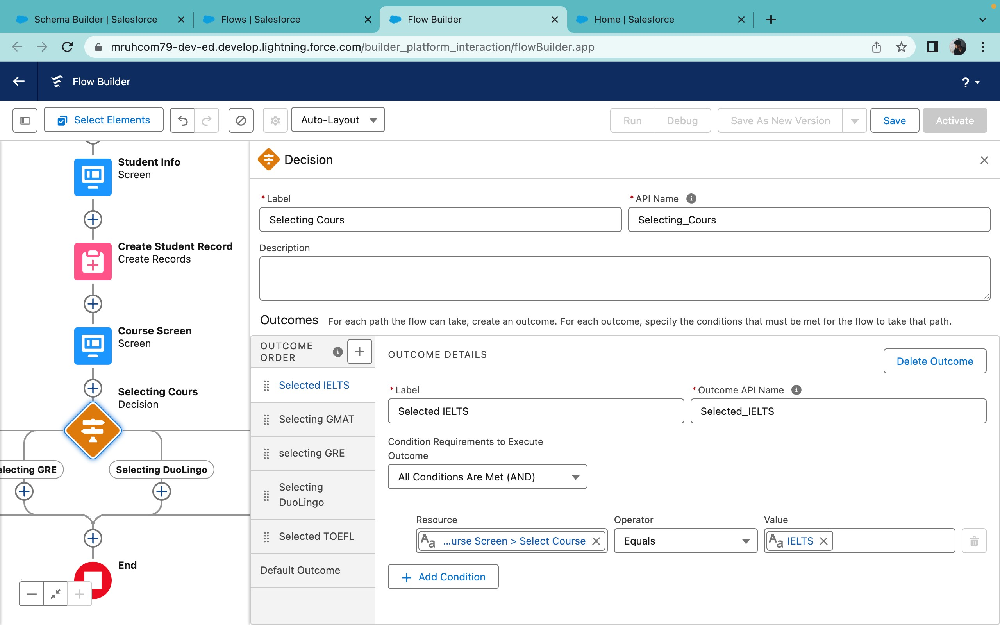 Schema Builder | Salesforce
Flows | Salesforce
Flow Builder
Home | Salesforce
mruhcom79-dev-ed.develop.lightning.force.com/builder_platform_interaction/flowBuilder.app
Flow Builder
?
Select Elements
Auto-Layout
Run
Debug
Save As New Version
Save
Activate
Student Info
Screen
Create Student Record
Create Records
Course Screen
Screen
Selecting Cours
Decision
electing GRE
Selecting DuoLingo
End
Decision
* Label
Selecting Cours
* API Name
Selecting_Cours
Description
Outcomes For each path the flow can take, create an outcome. For each outcome, specify the conditions that must be met for the flow to take that path.
OUTCOME
ORDER
Selected IELTS
Selecting GMAT
selecting GRE
Selecting
DuoLingo
Selected TOEFL
Default Outcome
OUTCOME DETAILS
Delete Outcome
* Label
Selected IELTS
* Outcome API Name
Selected_IELTS
Condition Requirements to Execute
Outcome
All Conditions Are Met (AND)
Resource
Operator
Value
Aa ...urse Screen > Select Course
Equals
Aa IELTS
Add Condition